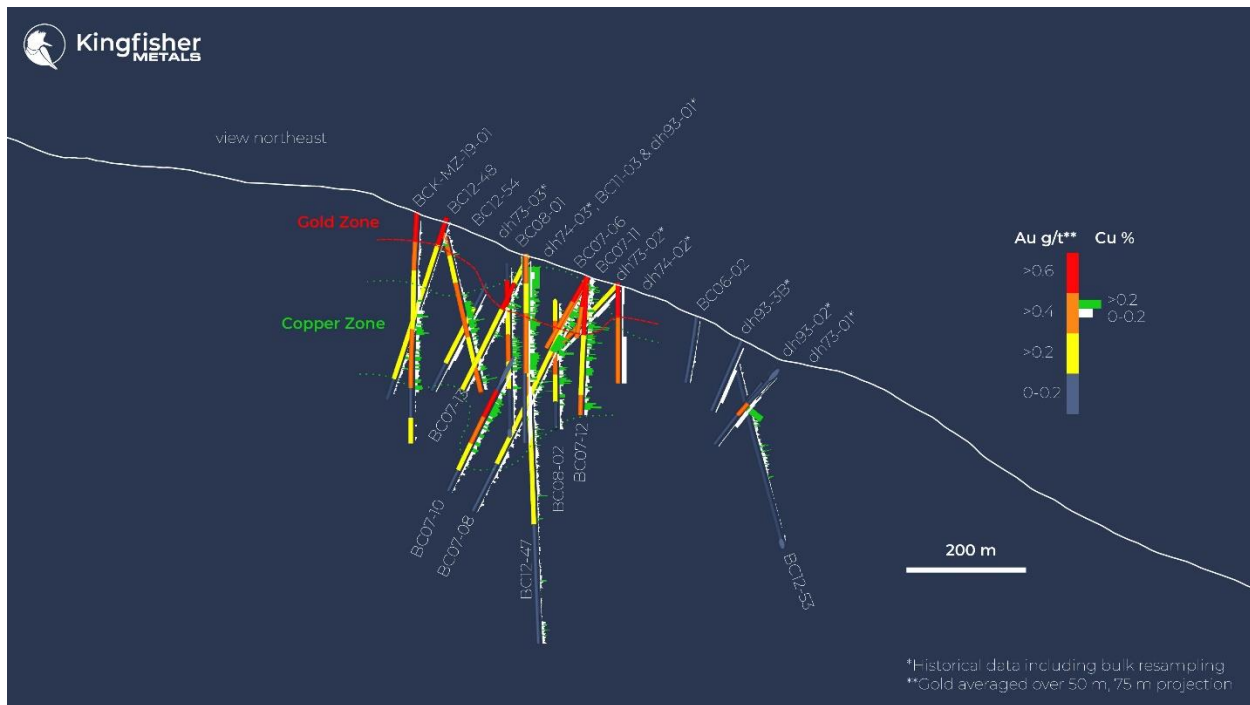 Kingfisher
METALS
view northeast
BCK-MZ-19-01
BC12-48
BC12-54
dh73-03*
BC08-01
dh74-03* BC11-03 & dh93-01*
BC07-06
BC07-11
dh73-02*
dh74-02*
BC06-02
dh93-3B*
dh93-02*
dh73-01*
Gold Zone
Copper Zone
Au g/t** Cu %
>0.6
>0.4
>0.2
0-0.2
>0.2
0-0.2
BC07-13
BC07-10
BC07-08
BC12-47
BC08-02
BC07-12
BC12-53
200 m
*Historical data including bulk resampling
**Gold averaged over 50 m, 75 m projection